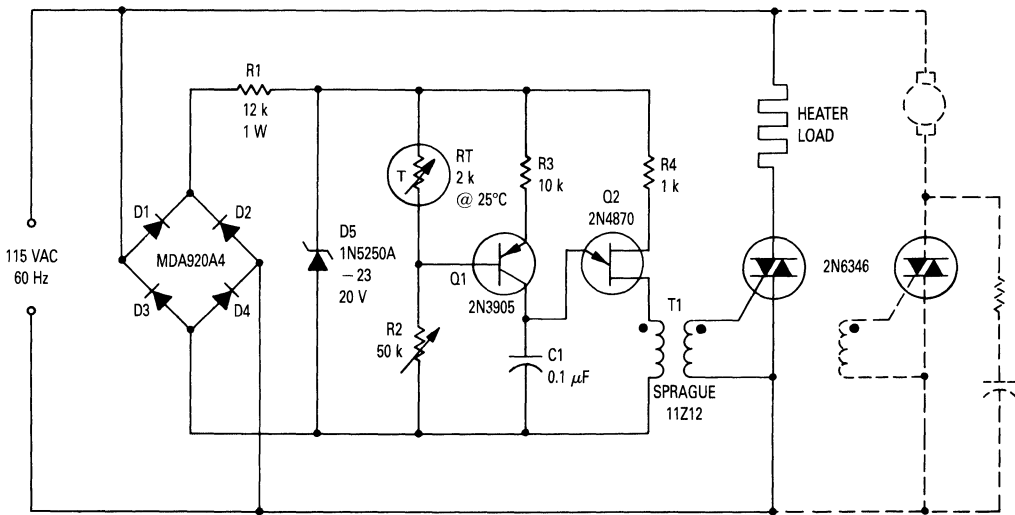 115 VAC
60 Hz
D1
D2
MDA920A4
D3
D4
R1
12 k
1 W
D5
1N5250A
– 23
20 V
T
RT
2 k
@ 25°C
R2
50 k
R3
10 k
Q1
2N3905
C1
0.1 µF
Q2
2N4870
R4
1 k
T1
SPRAGUE
11Z12
HEATER
LOAD
2N6346